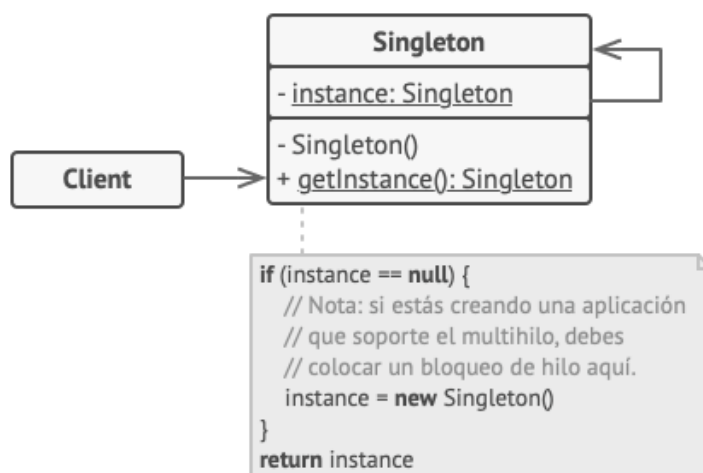 Singleton
- instance: Singleton
- Singleton()
+ getInstance(): Singleton
Client
if (instance == null) {
// Nota: si estás creando una aplicación
// que soporte el multihilo, debes
// colocar un bloqueo de hilo aquí.
instance = new Singleton()
}
return instance